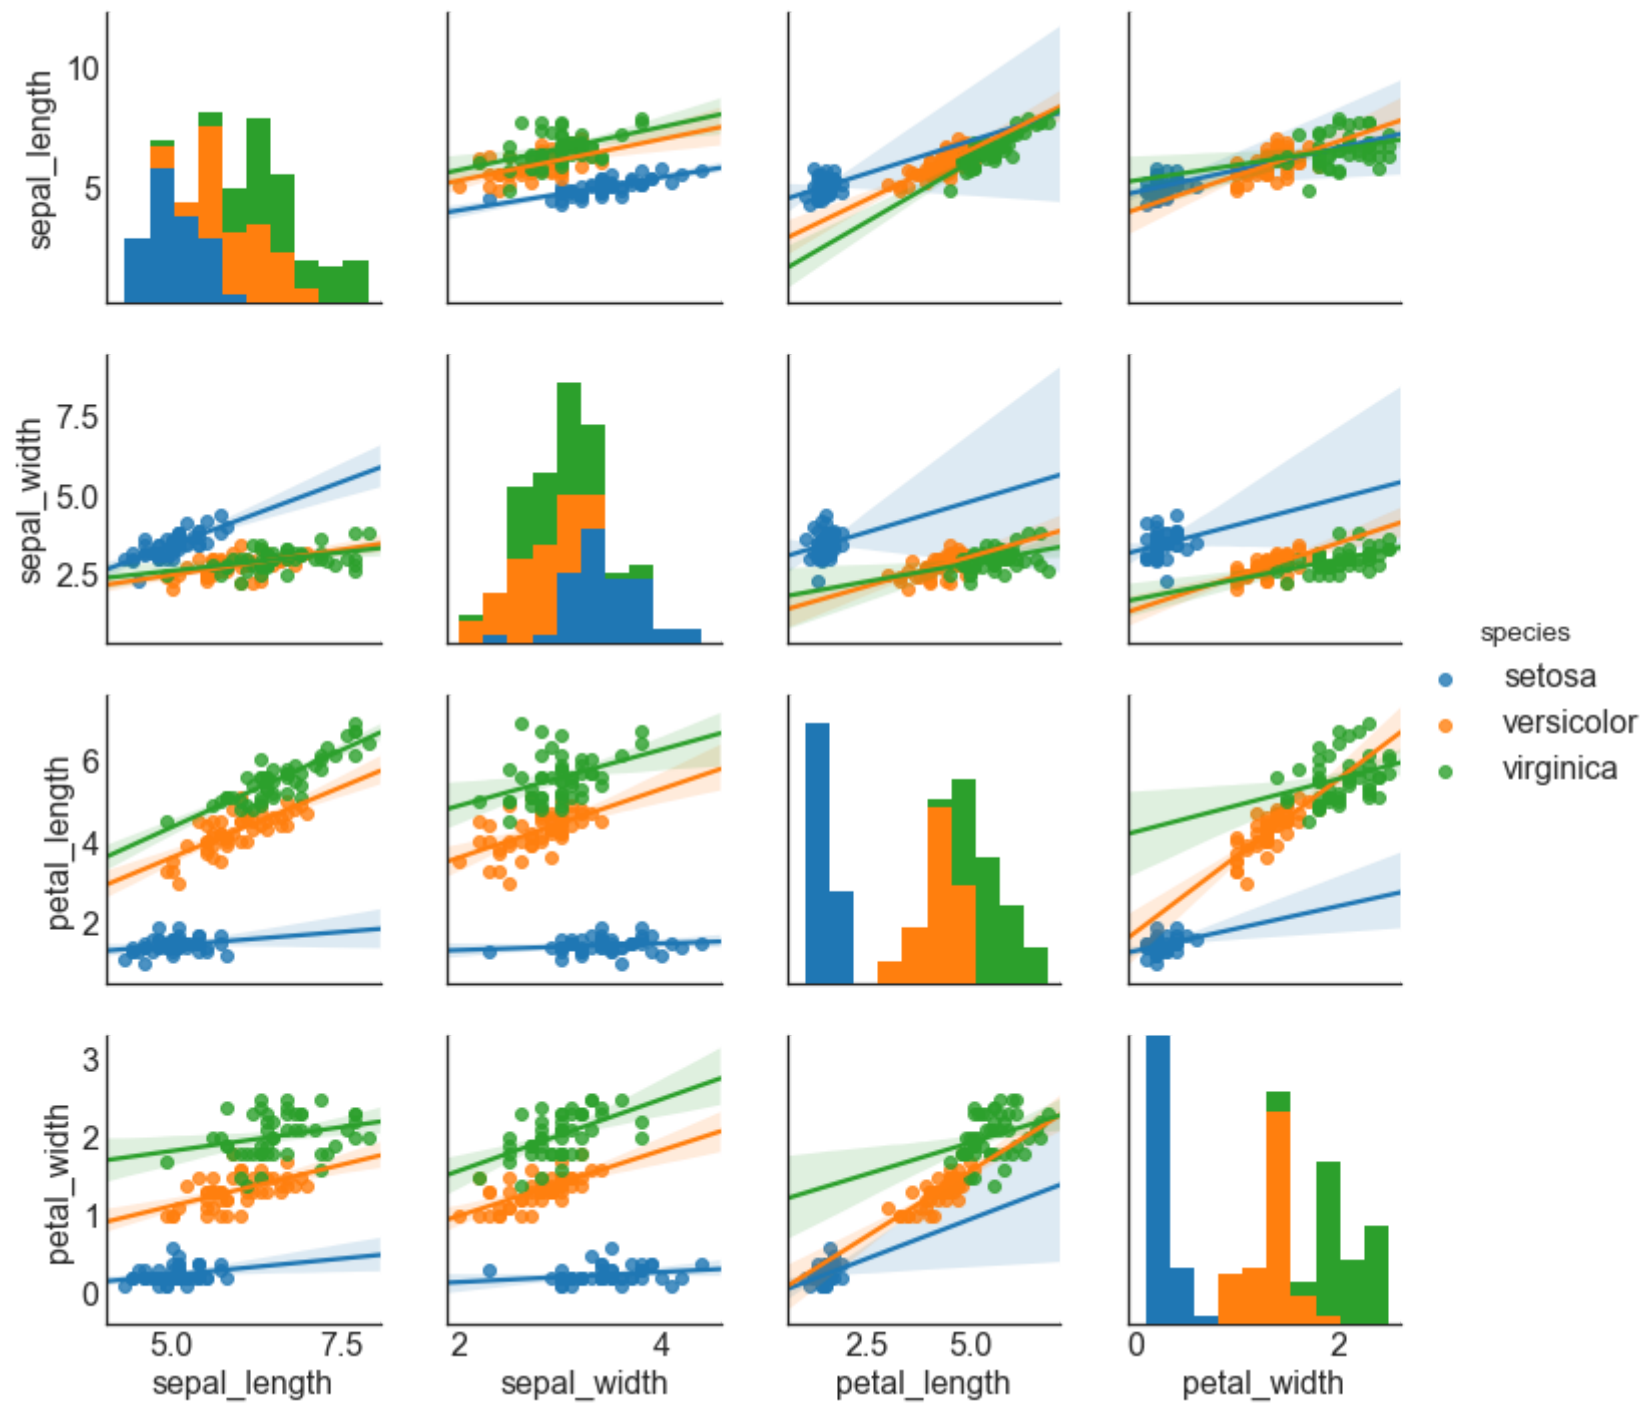 10
5
sepal_length
7.5
5.0
2.5
sepal_width
6
4
2
petal_length
3
2
1
0
petal_width
5.0 7.5
sepal_length
2 4
sepal_width
2.5 5.0
petal_length
0 2
petal_width
species
setosa
versicolor
virginica